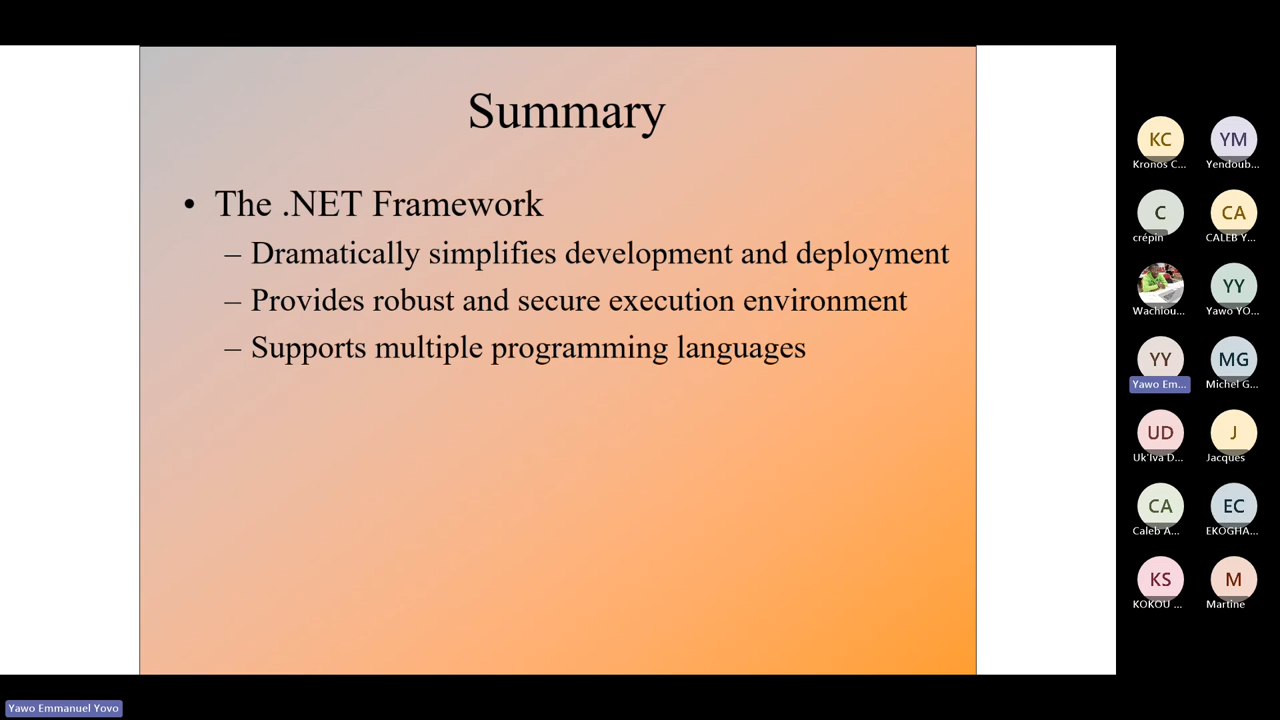 Summary
• The .NET Framework
– Dramatically simplifies development and deployment
– Provides robust and secure execution environment
– Supports multiple programming languages
KC
Kronos C...
YM
Yendoub...
C
crépin
CA
CALEB Y...
Wachiou...
YY
Yawo YO...
YY
Yawo Em...
MG
Michel G...
UD
Uk'Iva D...
J
Jacques
CA
Caleb A...
EC
EKOGHA...
KS
KOKOU ...
M
Martine
Yawo Emmanuel Yovo